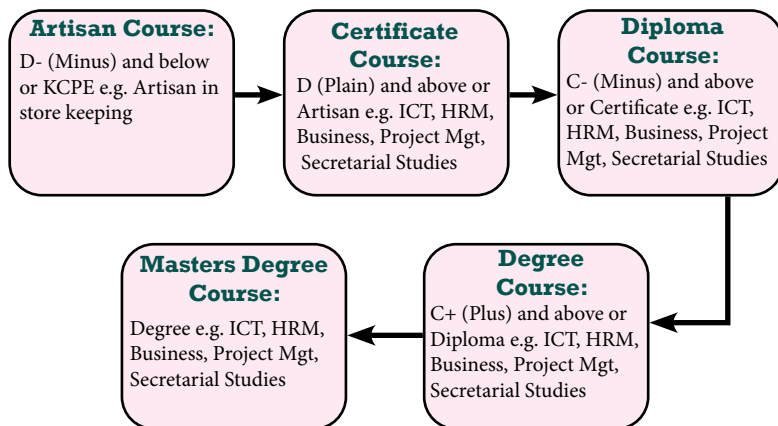 Artisan Course:
D- (Minus) and below
or KCPE e.g. Artisan in
store keeping
Certificate
Course:
D (Plain) and above or
Artisan e.g. ICT, HRM,
Business, Project Mgt,
Secretarial Studies
Diploma
Course:
C- (Minus) and above
or Certificate e.g. ICT,
HRM, Business, Project
Mgt, Secretarial Studies
Degree
Course:
C+ (Plus) and above or
Diploma e.g. ICT, HRM,
Business, Project Mgt,
Secretarial Studies
Masters Degree
Course:
Degree e.g. ICT, HRM,
Business, Project Mgt,
Secretarial Studies